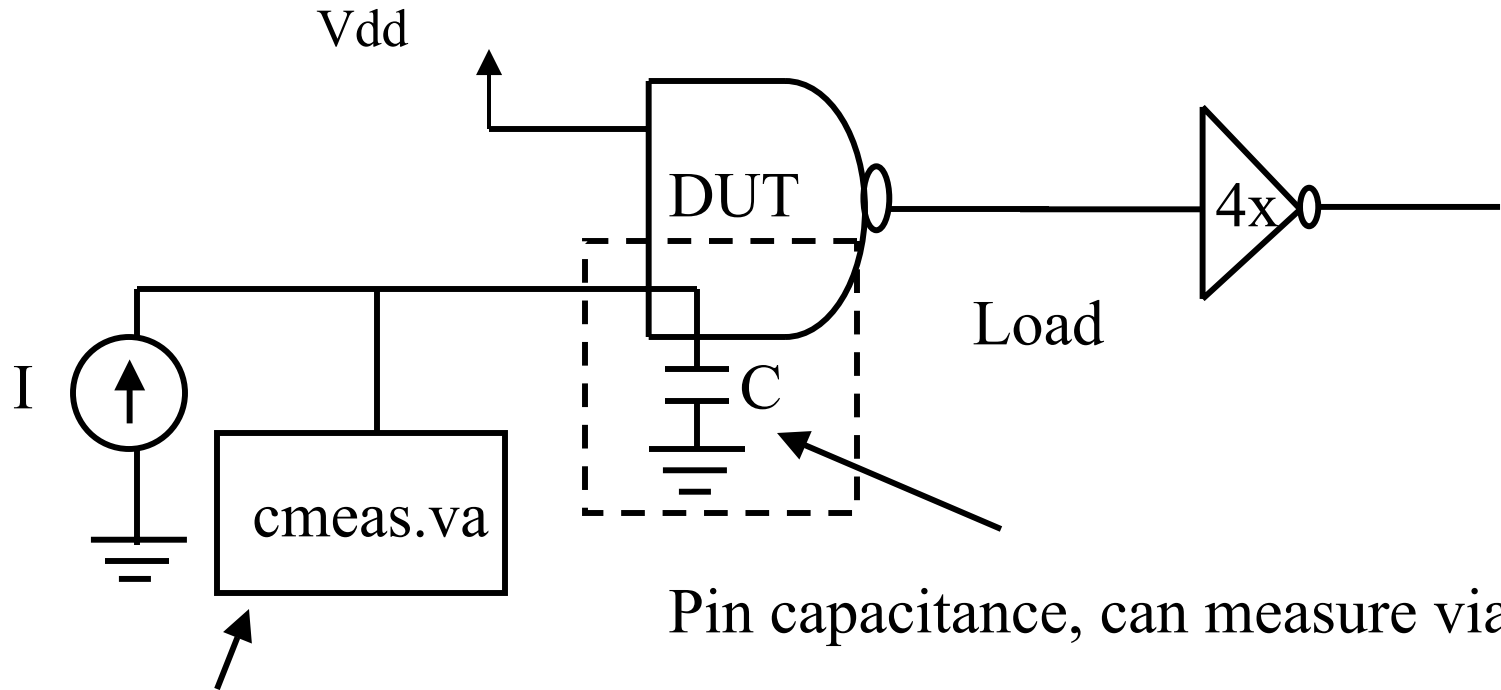 Vdd
DUT
4x
Load
I
C
cmeas.va
Pin capacitance, can measure via